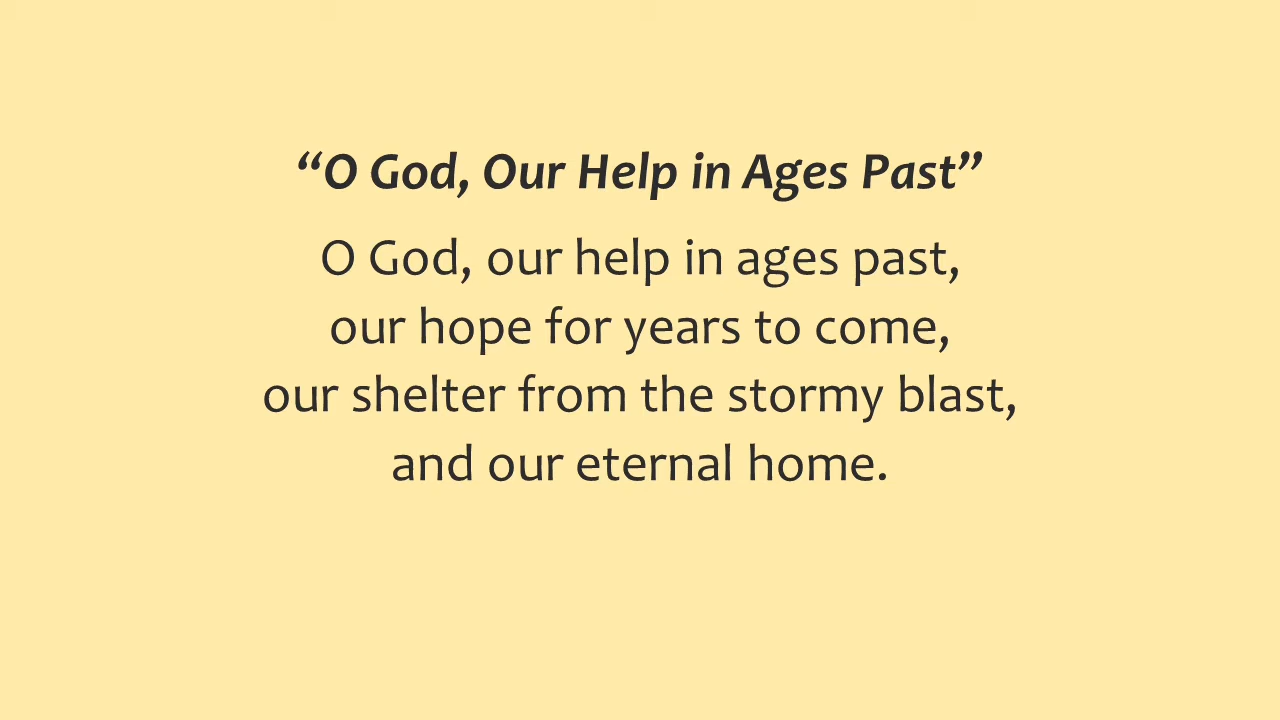 “O God, Our Help in Ages Past”
O God, our help in ages past,
our hope for years to come,
our shelter from the stormy blast,
and our eternal home.